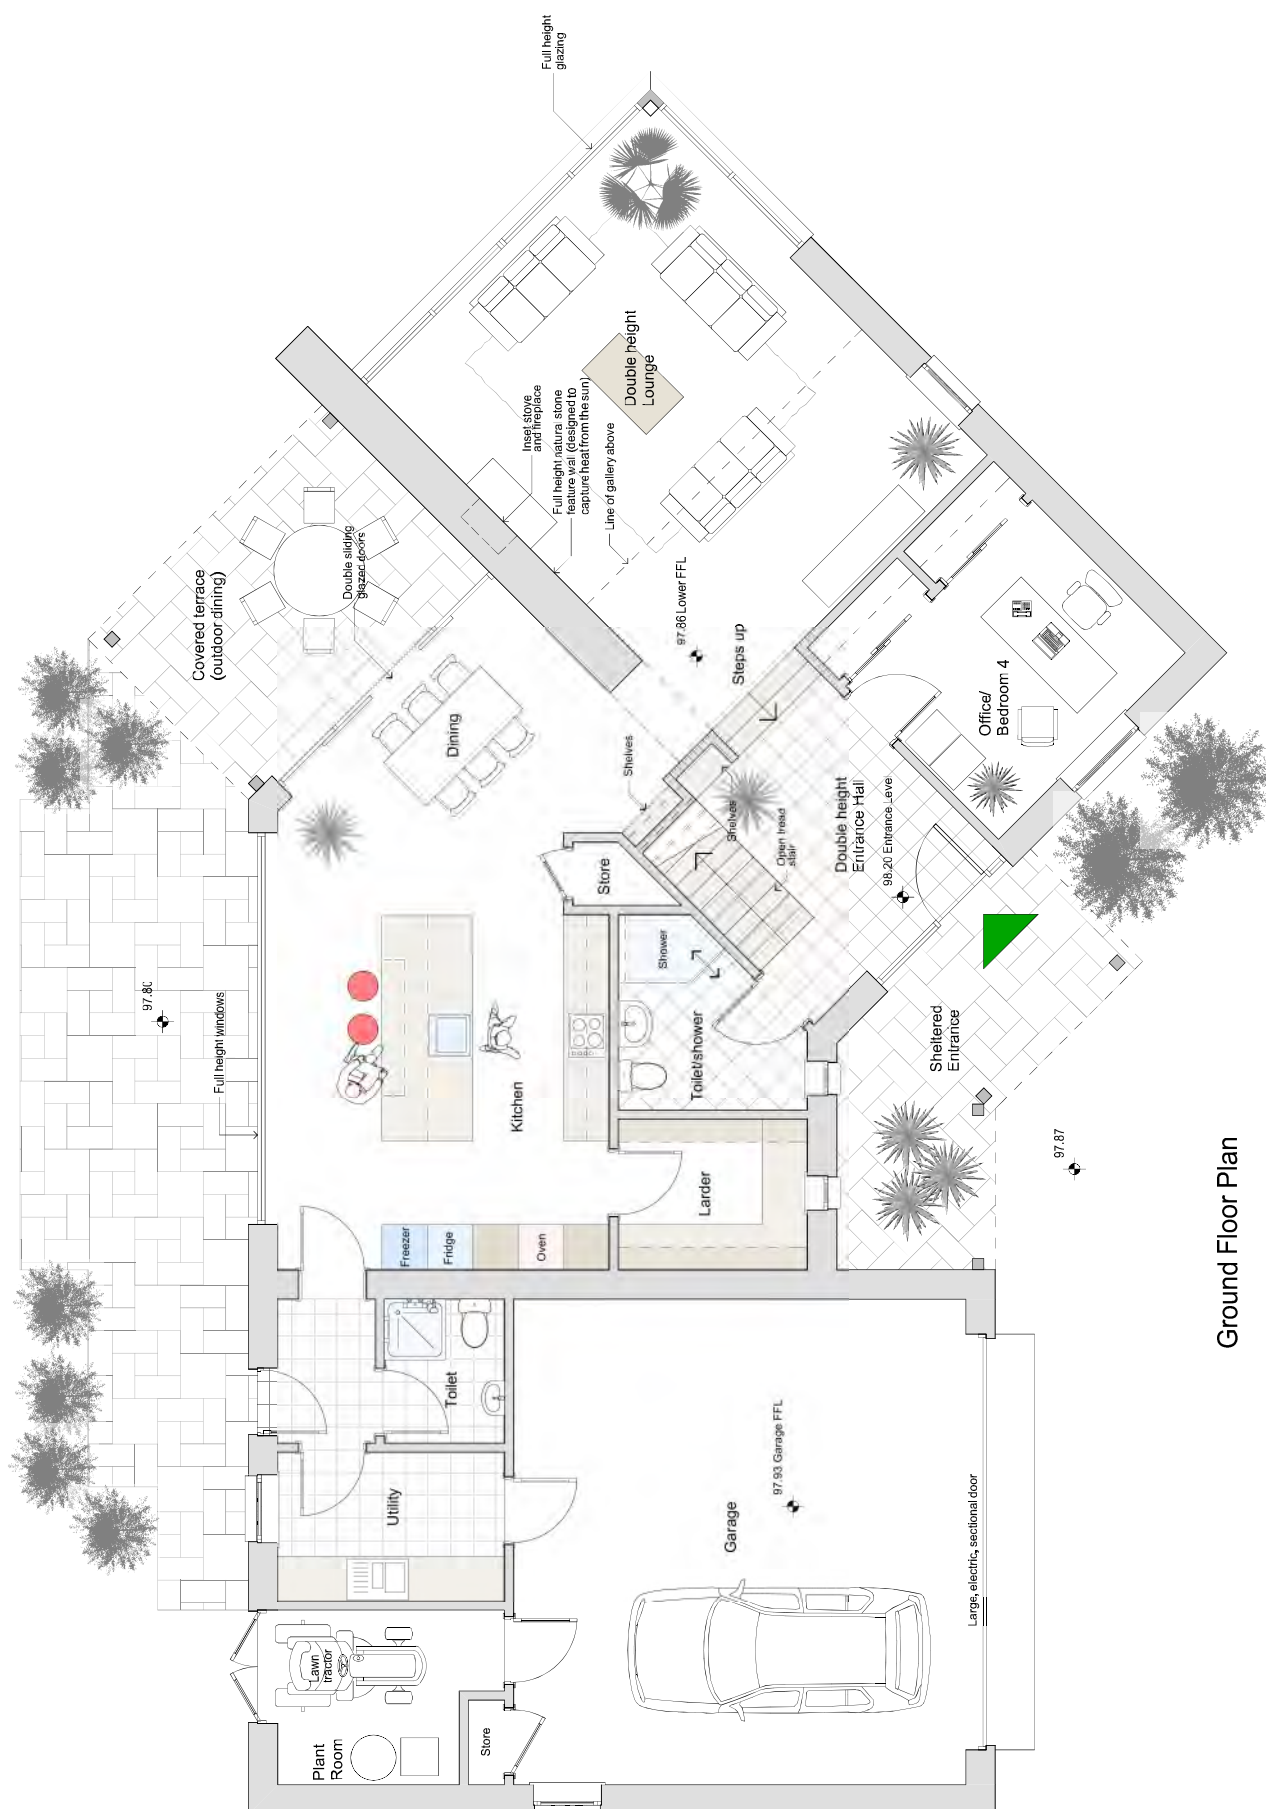 Full height
glazing
Double height
Lounge
Inset stove
and fireplace
Full height natural stone
feature wall (designed to
capture heat from the sun)
Line of gallery above
Covered terrace
(outdoor dining)
Double sliding
glazed doors
97.86 Lower FFL
Steps up
Dining
Shelves
Shelves
Open tread
stair
Office/
Bedroom 4
Double height
Entrance Hall
98.20 Entrance Level
Store
Shower
Toilet/shower
Sheltered
Entrance
97.80
Full height windows
Kitchen
Larder
97.87
Freezer
Fridge
Oven
Toilet
Utility
97.93 Garage FFL
Garage
Large, electric, sectional door
Lawn
tractor
Plant
Room
Store
Ground Floor Plan